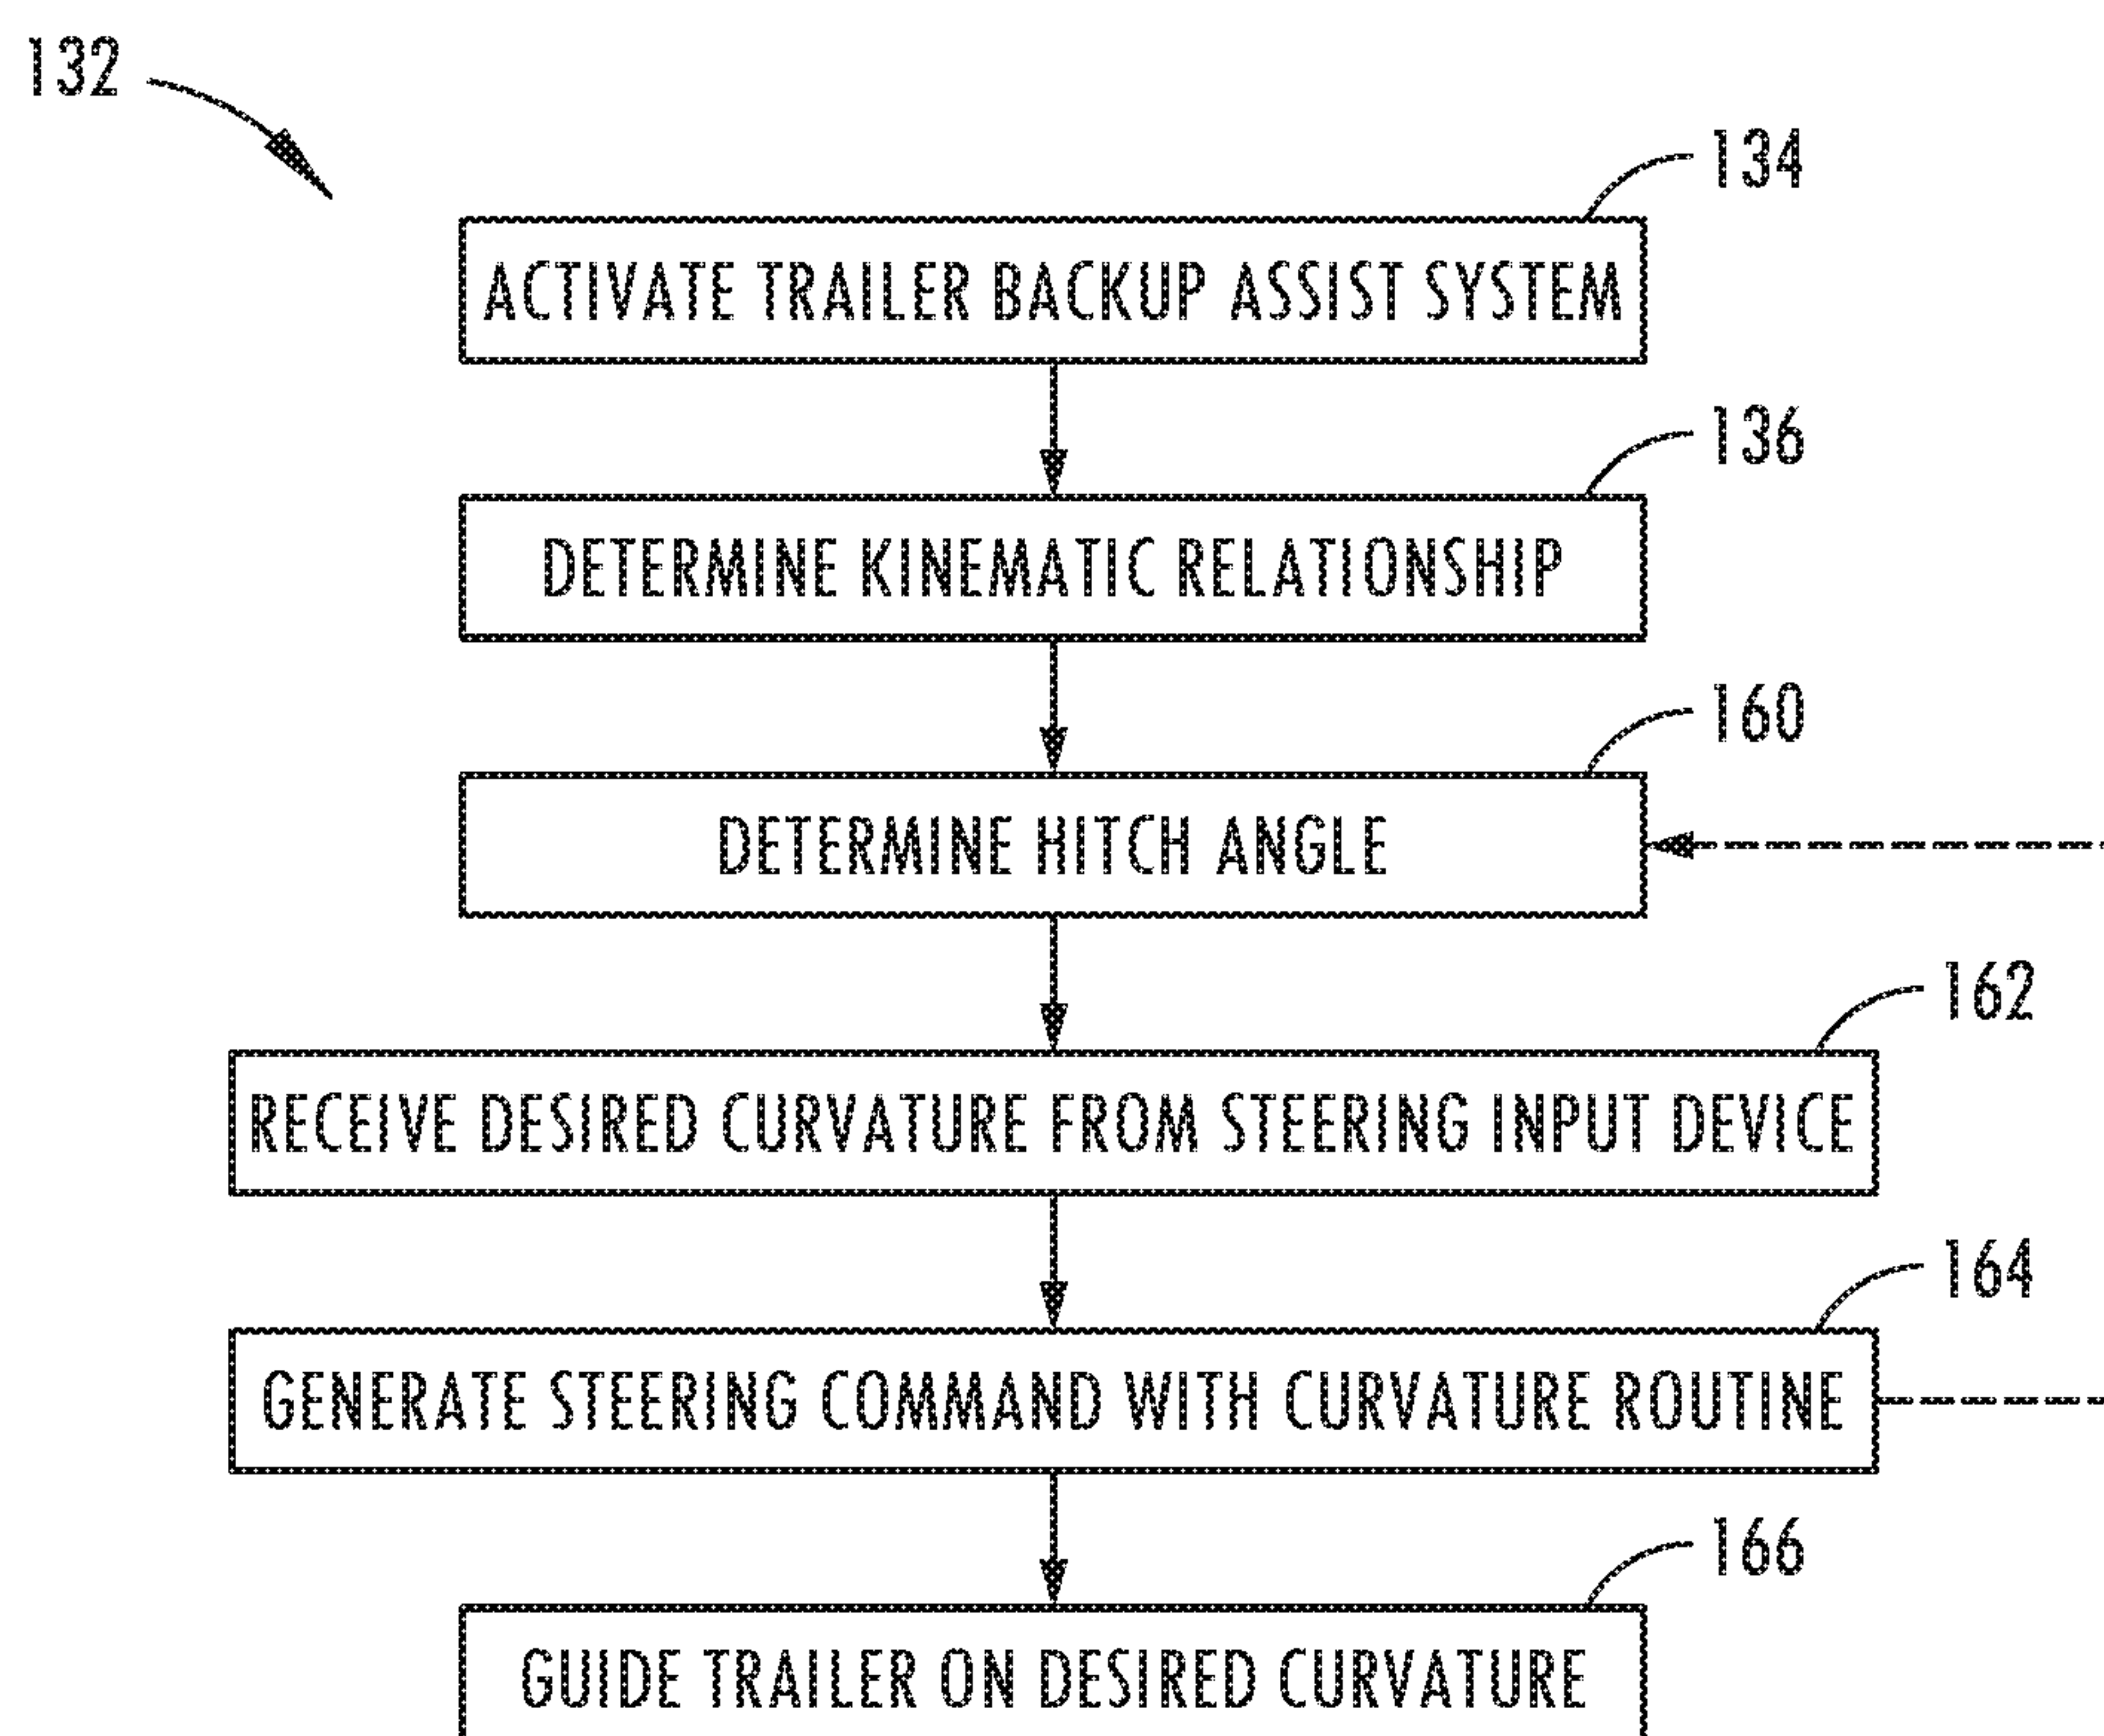 132
134
ACTIVATE TRAILER BACKUP ASSIST SYSTEM
136
DETERMINE KINEMATIC RELATIONSHIP
160
DETERMINE HITCH ANGLE
162
RECEIVE DESIRED CURVATURE FROM STEERING INPUT DEVICE
164
GENERATE STEERING COMMAND WITH CURVATURE ROUTINE
166
GUIDE TRAILER ON DESIRED CURVATURE